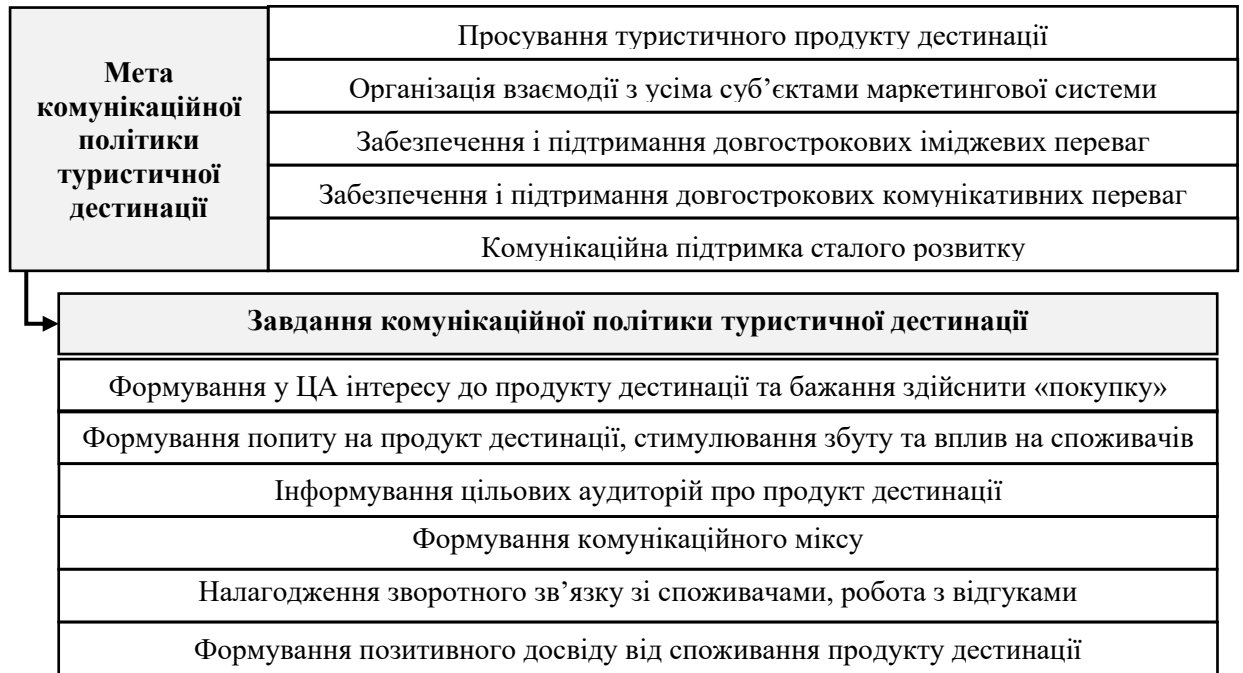 Мета
комунікаційної
політики
туристичної
дестинації
Просування туристичного продукту дестинації
Організація взаємодії з усіма суб’єктами маркетингової системи
Забезпечення і підтримання довгострокових іміджевих переваг
Забезпечення і підтримання довгострокових комунікативних переваг
Комунікаційна підтримка сталого розвитку
Завдання комунікаційної політики туристичної дестинації
Формування у ЦА інтересу до продукту дестинації та бажання здійснити «покупку»
Формування попиту на продукт дестинації, стимулювання збуту та вплив на споживачів
Інформування цільових аудиторій про продукт дестинації
Формування комунікаційного міксу
Налагодження зворотного зв’язку зі споживачами, робота з відгуками
Формування позитивного досвіду від споживання продукту дестинації